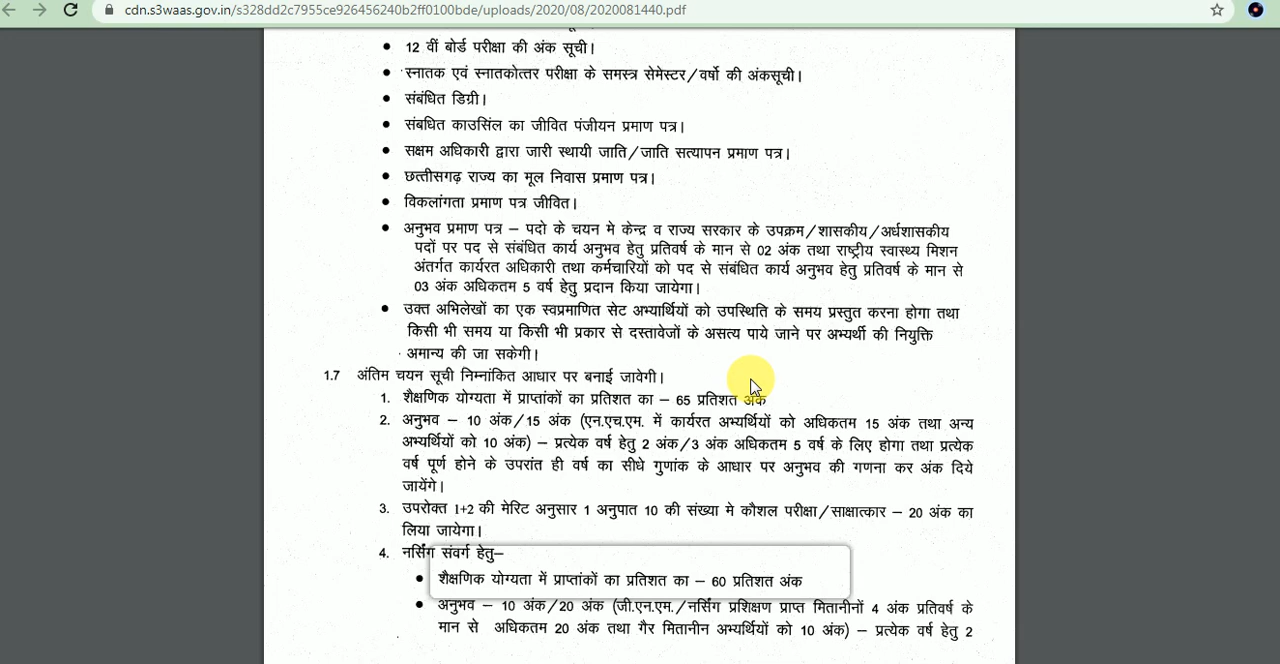 cdn.s3waas.gov.in/s328dd2c7955ce926456240b2ff0100bde/uploads/2020/08/2020081440.pdf
• 12 वीं बोर्ड परीक्षा की अंक सूची।
• स्नातक एवं स्नातकोत्तर परीक्षा के समस्त सेमेस्टर/वर्षो की अंकसूची।
• संबंधित डिग्री।
• संबधित काउसिंल का जीवित पंजीयन प्रमाण पत्र।
• सक्षम अधिकारी द्वारा जारी स्थायी जाति/जाति सत्यापन प्रमाण पत्र।
• छत्तीसगढ़ राज्य का मूल निवास प्रमाण पत्र।
• विकलांगता प्रमाण पत्र जीवित।
• अनुभव प्रमाण पत्र – पदो के चयन मे केन्द्र व राज्य सरकार के उपक्रम/शासकीय/अर्धशासकीय
पदों पर पद से संबंधित कार्य अनुभव हेतु प्रतिवर्ष के मान से 02 अंक तथा राष्ट्रीय स्वास्थ्य मिशन
अंतर्गत कार्यरत अधिकारी तथा कर्मचारियों को पद से संबंधित कार्य अनुभव हेतु प्रतिवर्ष के मान से
03 अंक अधिकतम 5 वर्ष हेतु प्रदान किया जायेगा।
• उक्त अभिलेखों का एक स्वप्रमाणित सेट अभ्यार्थियों को उपस्थिति के समय प्रस्तुत करना होगा तथा
किसी भी समय या किसी भी प्रकार से दस्तावेजों के असत्य पाये जाने पर अभ्यर्थी की नियुक्ति
अमान्य की जा सकेगी।
1.7 अंतिम चयन सूची निम्नांकित आधार पर बनाई जावेगी।
1. शैक्षणिक योग्यता में प्राप्तांकों का प्रतिशत का – 65 प्रतिशत अंक
2. अनुभव – 10 अंक/15 अंक (एन.एच.एम. में कार्यरत अभ्यर्थियों को अधिकतम 15 अंक तथा अन्य
अभ्यर्थियों को 10 अंक) – प्रत्येक वर्ष हेतु 2 अंक/3 अंक अधिकतम 5 वर्ष के लिए होगा तथा प्रत्येक
वर्ष पूर्ण होने के उपरांत ही वर्ष का सीधे गुणांक के आधार पर अनुभव की गणना कर अंक दिये
जायेंगे।
3. उपरोक्त 1+2 की मेरिट अनुसार 1 अनुपात 10 की संख्या मे कौशल परीक्षा/साक्षात्कार – 20 अंक का
लिया जायेगा।
4. नर्सिंग संवर्ग हेतु–
• शैक्षणिक योग्यता में प्राप्तांकों का प्रतिशत का – 60 प्रतिशत अंक
• अनुभव – 10 अंक/20 अंक (जी.एन.एम./नर्सिंग प्रशिक्षण प्राप्त मितानीनों 4 अंक प्रतिवर्ष के
मान से अधिकतम 20 अंक तथा गैर मितानीन अभ्यर्थियों को 10 अंक) – प्रत्येक वर्ष हेतु 2